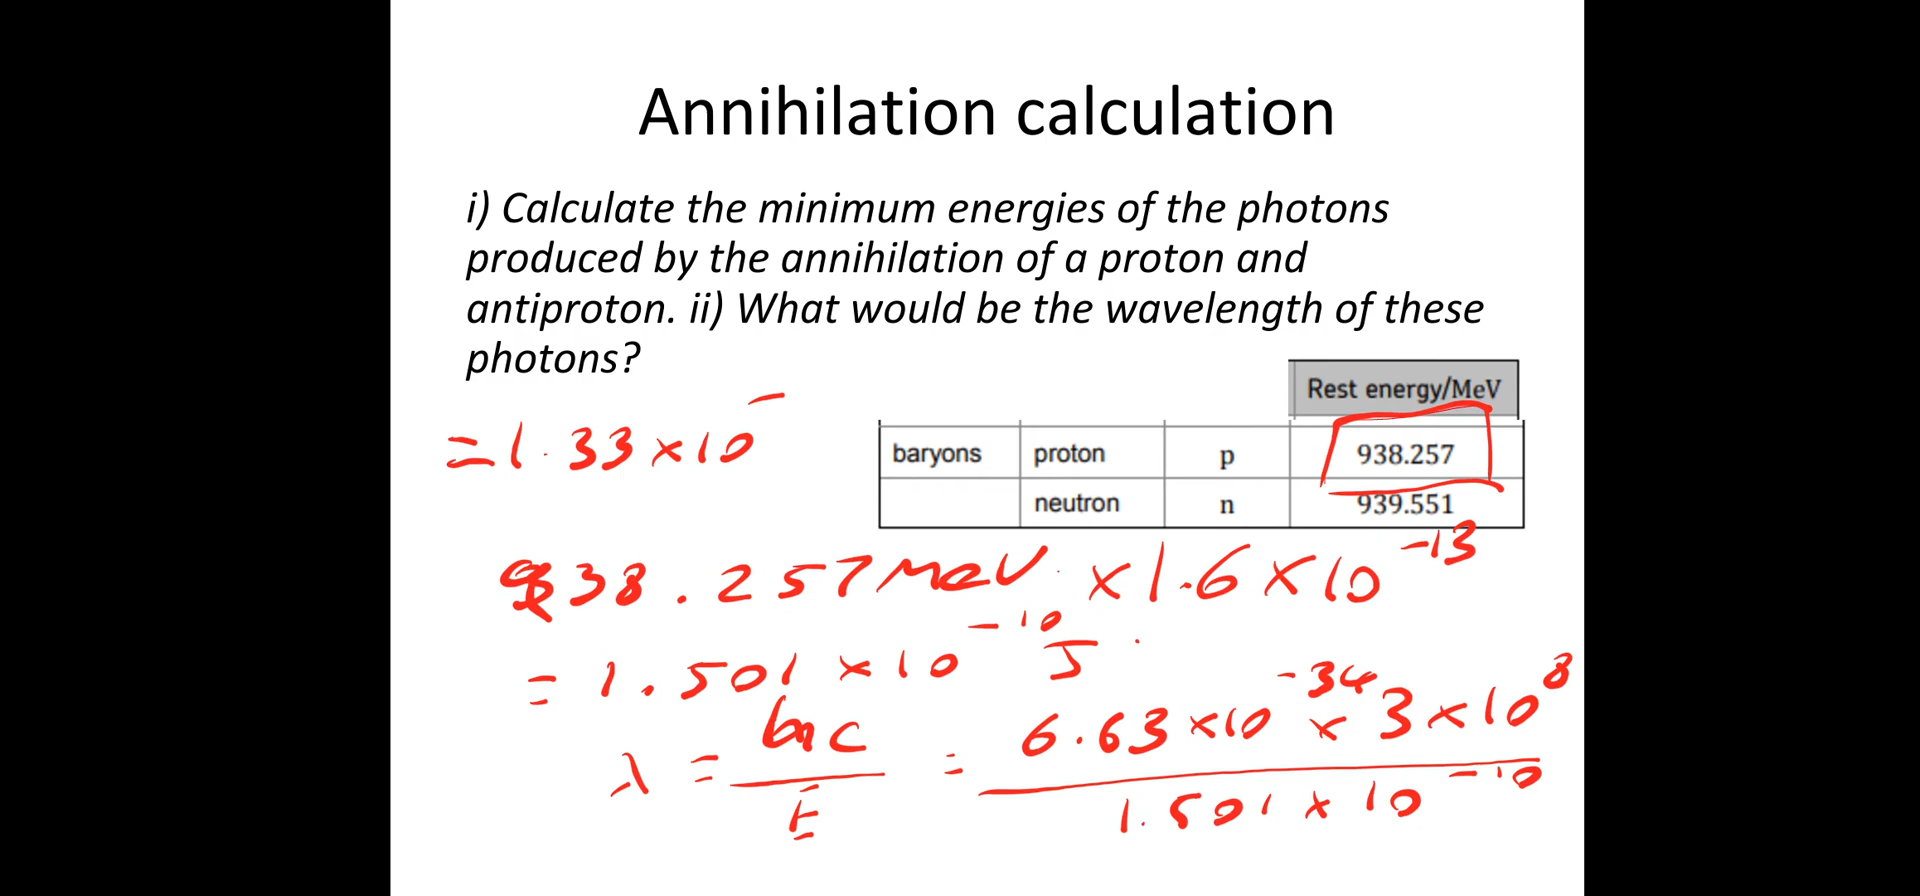 Annihilation calculation
i) Calculate the minimum energies of the photons
produced by the annihilation of a proton and
antiproton. ii) What would be the wavelength of these
photons?
Rest energy/MeV
baryons proton p 938.257
neutron n 939.551
= 1.33 × 10⁻
938.257 MeV × 1.6 × 10⁻¹³
= 1.501 × 10⁻¹⁰ J
λ = hc / E = 6.63 × 10⁻³⁴ × 3 × 10⁸ / 1.501 × 10⁻¹⁰